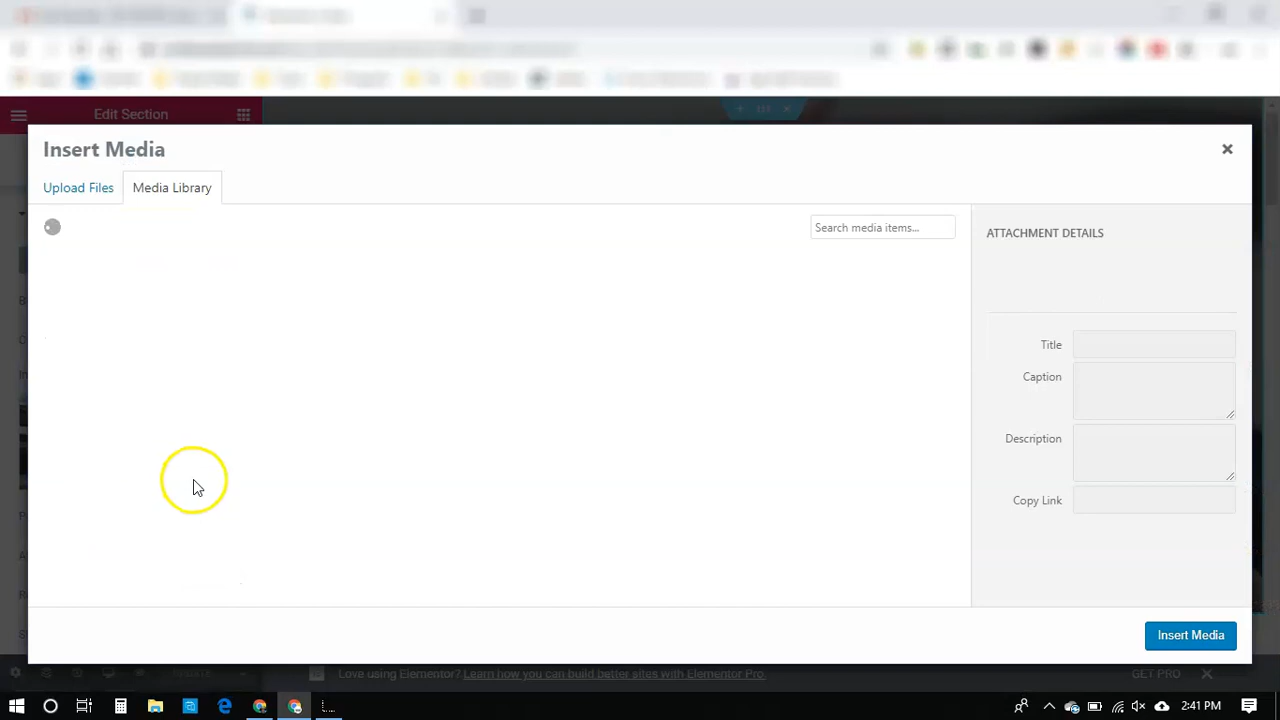 Edit Section
Insert Media
Upload Files
Media Library
Search media items...
ATTACHMENT DETAILS
Title
Caption
Description
Copy Link
Insert Media
Love using Elementor? Learn how you can build better sites with Elementor Pro.
GET PRO
2:41 PM